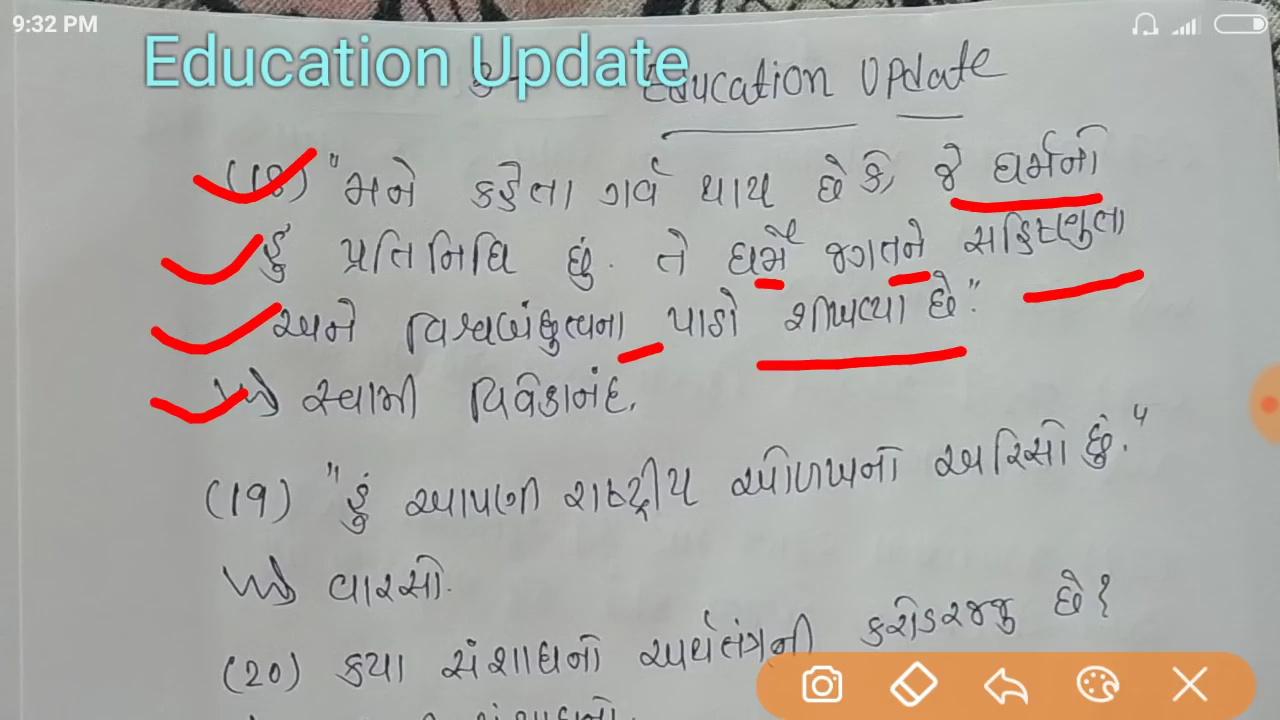 9:32 PM
Education Update
Education Update
(18) "મને કહેતા ગર્વ થાય છે કે, જે ધર્મનો
હું પ્રતિનિધિ છું. તે ધર્મે જગતને સહિષ્ણુતા
અને વિશ્વબંધુત્વના પાઠો શીખવ્યા છે."
સ્વામી વિવેકાનંદ.
(19) "હું આપણી રાષ્ટ્રીય ઓળખનો અરિસો છું."
વારસો.
(20) કયા સંશાધનો અર્થતંત્રની કરોડરજજુ છે?